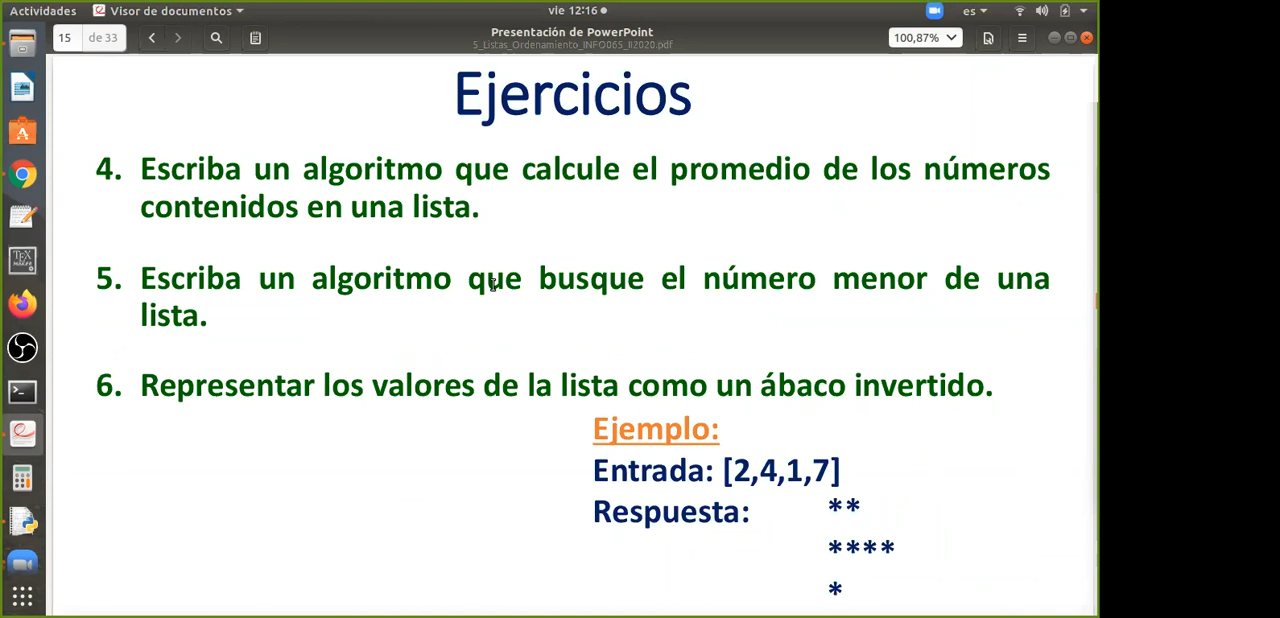 Actividades Visor de documentos vie 12:16 es
15 de 33 Presentación de PowerPoint 100,87%
5_Listas_Ordenamiento_INFO065_II2020.pdf
Ejercicios
4. Escriba un algoritmo que calcule el promedio de los números
contenidos en una lista.
5. Escriba un algoritmo que busque el número menor de una
lista.
6. Representar los valores de la lista como un ábaco invertido.
Ejemplo:
Entrada: [2,4,1,7]
Respuesta: **
****
*